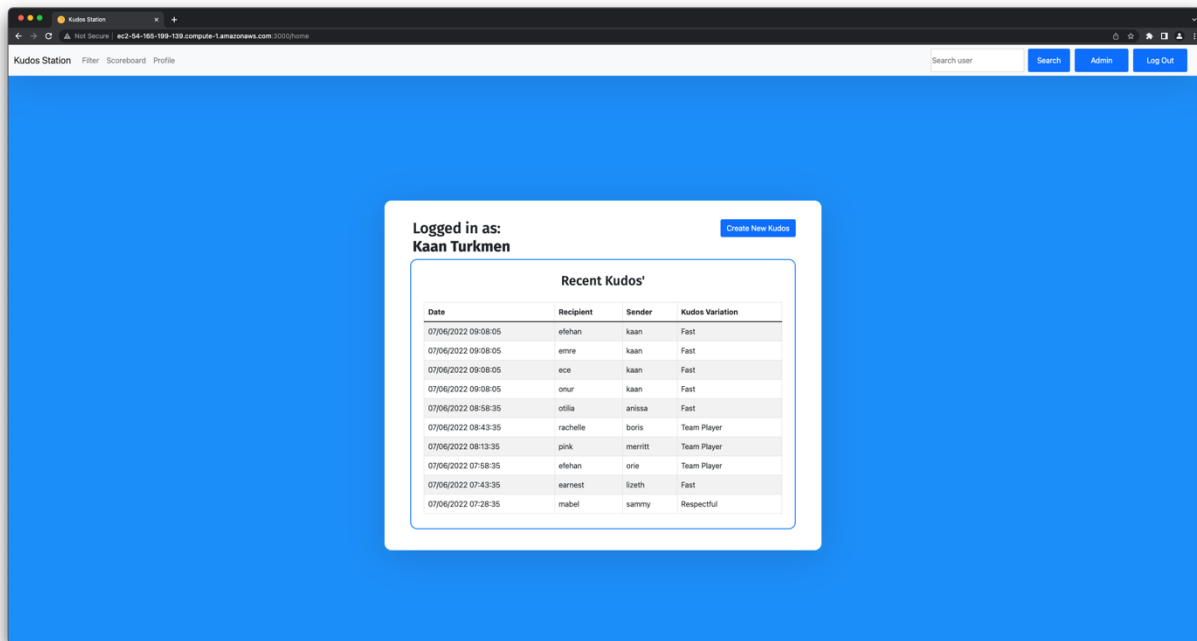 Kudos Station
Not Secure | ec2-54-165-199-139.compute-1.amazonaws.com:3000/home
Kudos Station Filter Scoreboard Profile Search user Search Admin Log Out
Logged in as: Create New Kudos
Kaan Turkmen
Recent Kudos'
Date Recipient Sender Kudos Variation
07/06/2022 09:08:05 efehan kaan Fast
07/06/2022 09:08:05 emre kaan Fast
07/06/2022 09:08:05 ece kaan Fast
07/06/2022 09:08:05 onur kaan Fast
07/06/2022 08:58:35 otilia anissa Fast
07/06/2022 08:43:35 rachelle boris Team Player
07/06/2022 08:13:35 pink merritt Team Player
07/06/2022 07:58:35 efehan orie Team Player
07/06/2022 07:43:35 earnest lizeth Fast
07/06/2022 07:28:35 mabel sammy Respectful